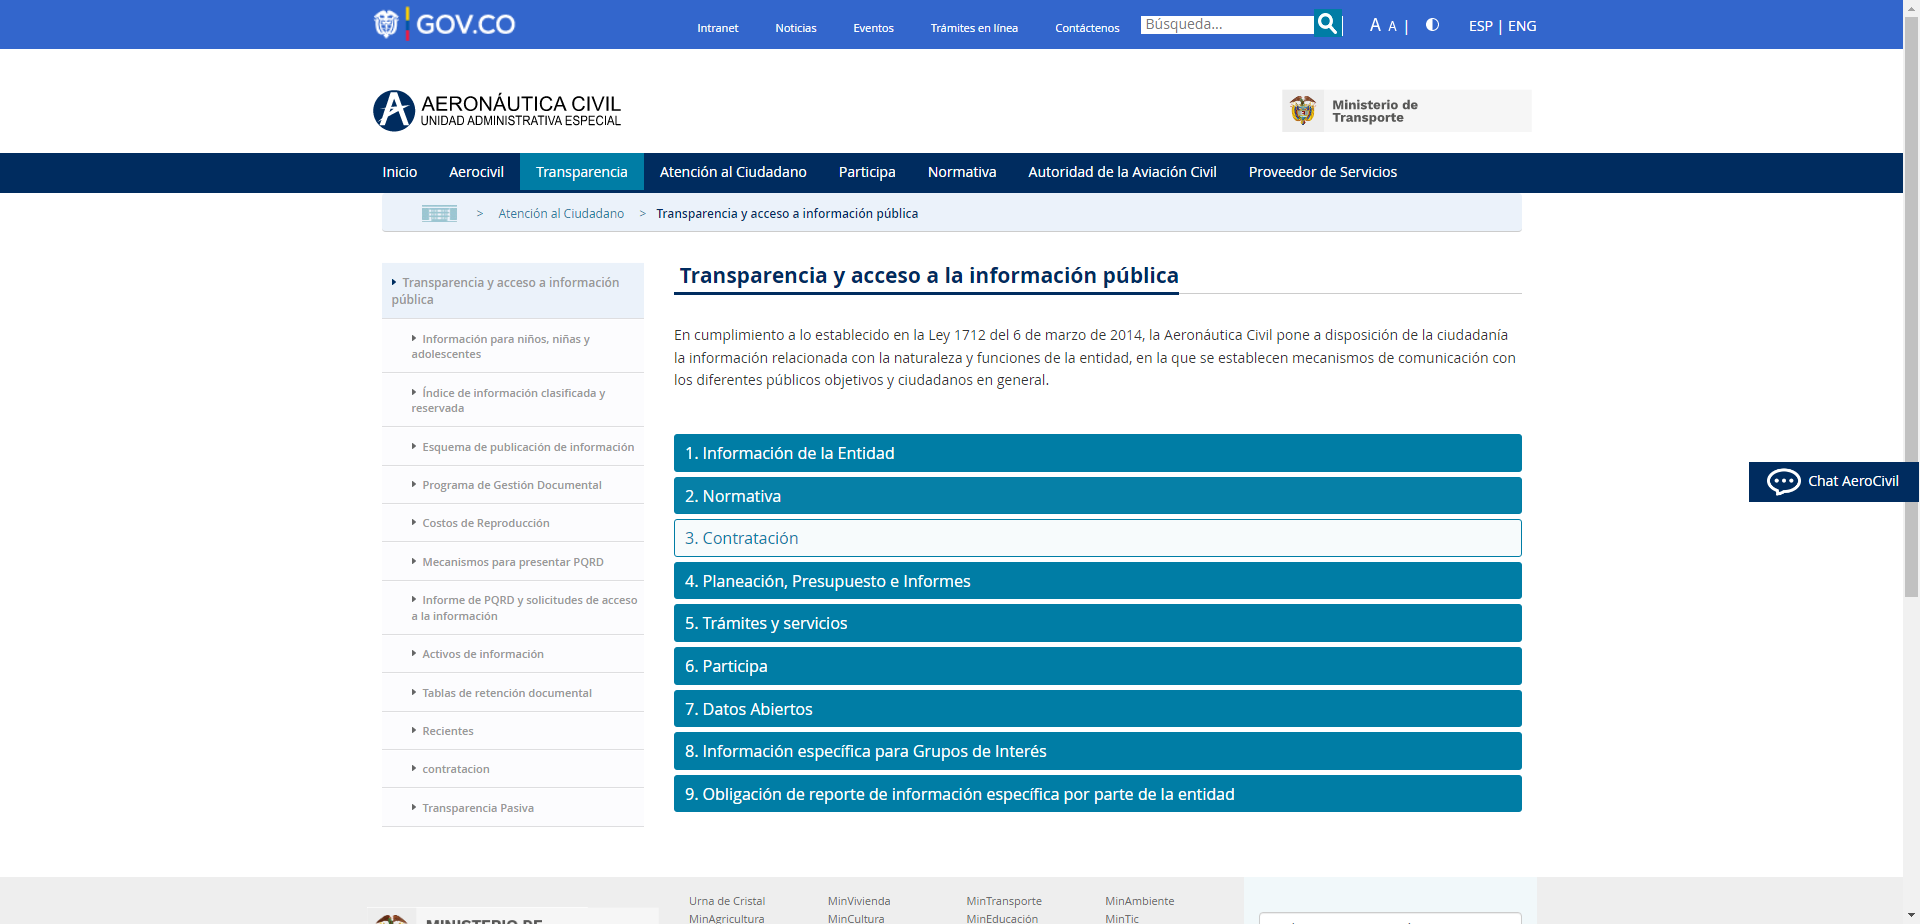 GOV.CO
Intranet
Noticias
Eventos
Trámites en línea
Contáctenos
Búsqueda...
A A |
ESP | ENG
AERONÁUTICA CIVIL
UNIDAD ADMINISTRATIVA ESPECIAL
Ministerio de
Transporte
Inicio
Aerocivil
Transparencia
Atención al Ciudadano
Participa
Normativa
Autoridad de la Aviación Civil
Proveedor de Servicios
> Atención al Ciudadano > Transparencia y acceso a información pública
Transparencia y acceso a información
pública
Información para niños, niñas y
adolescentes
Índice de información clasificada y
reservada
Esquema de publicación de información
Programa de Gestión Documental
Costos de Reproducción
Mecanismos para presentar PQRD
Informe de PQRD y solicitudes de acceso
a la información
Activos de información
Tablas de retención documental
Recientes
contratacion
Transparencia Pasiva
Transparencia y acceso a la información pública
En cumplimiento a lo establecido en la Ley 1712 del 6 de marzo de 2014, la Aeronáutica Civil pone a disposición de la ciudadanía
la información relacionada con la naturaleza y funciones de la entidad, en la que se establecen mecanismos de comunicación con
los diferentes públicos objetivos y ciudadanos en general.
1. Información de la Entidad
2. Normativa
3. Contratación
4. Planeación, Presupuesto e Informes
5. Trámites y servicios
6. Participa
7. Datos Abiertos
8. Información específica para Grupos de Interés
9. Obligación de reporte de información específica por parte de la entidad
Chat AeroCivil
MINISTERIO DE
Urna de Cristal
MinVivienda
MinTransporte
MinAmbiente
MinAgricultura
MinCultura
MinEducación
MinTic